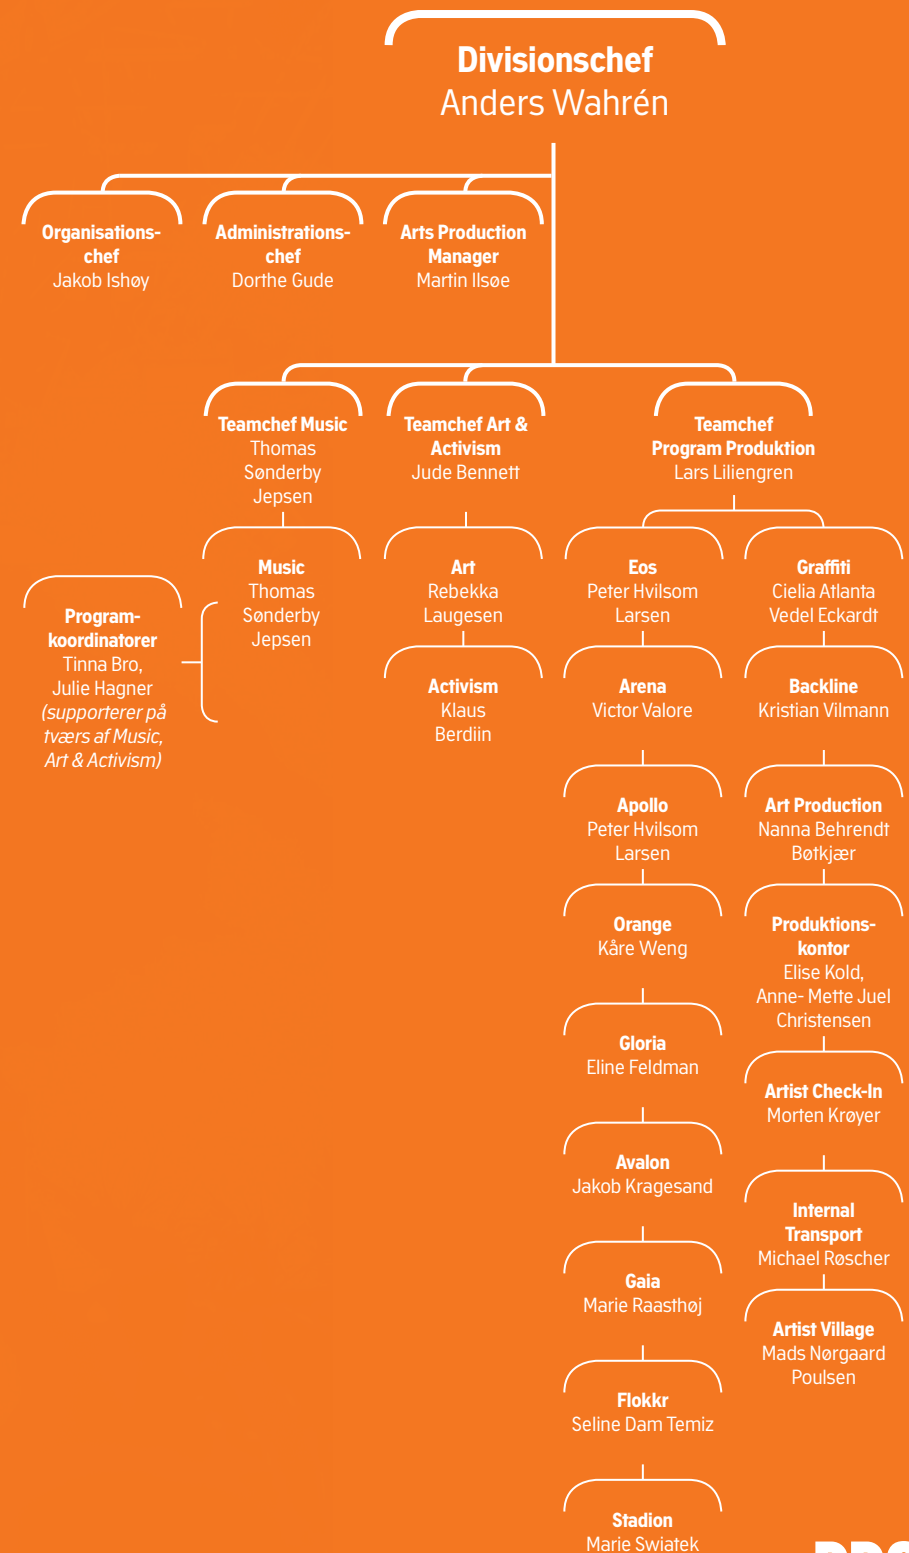 Divisionschef
Anders Wahrén
Organisations-
chef
Jakob Ishøy
Administrations-
chef
Dorthe Gude
Arts Production
Manager
Martin Ilsøe
Teamchef Music
Thomas
Sønderby
Jepsen
Teamchef Art &
Activism
Jude Bennett
Teamchef
Program Produktion
Lars Liliengren
Program-
koordinatorer
Tinna Bro,
Julie Hagner
(supporterer på
tværs af Music,
Art & Activism)
Music
Thomas
Sønderby
Jepsen
Art
Rebekka
Laugesen
Activism
Klaus
Berdiin
Eos
Peter Hvilsom
Larsen
Arena
Victor Valore
Apollo
Peter Hvilsom
Larsen
Orange
Kåre Weng
Gloria
Eline Feldman
Avalon
Jakob Kragesand
Gaia
Marie Raasthøj
Flokkr
Seline Dam Temiz
Stadion
Marie Swiatek
Graffiti
Cielia Atlanta
Vedel Eckardt
Backline
Kristian Vilmann
Art Production
Nanna Behrendt
Bøtkjær
Produktions-
kontor
Elise Kold,
Anne- Mette Juel
Christensen
Artist Check-In
Morten Krøyer
Internal
Transport
Michael Røscher
Artist Village
Mads Nørgaard
Poulsen